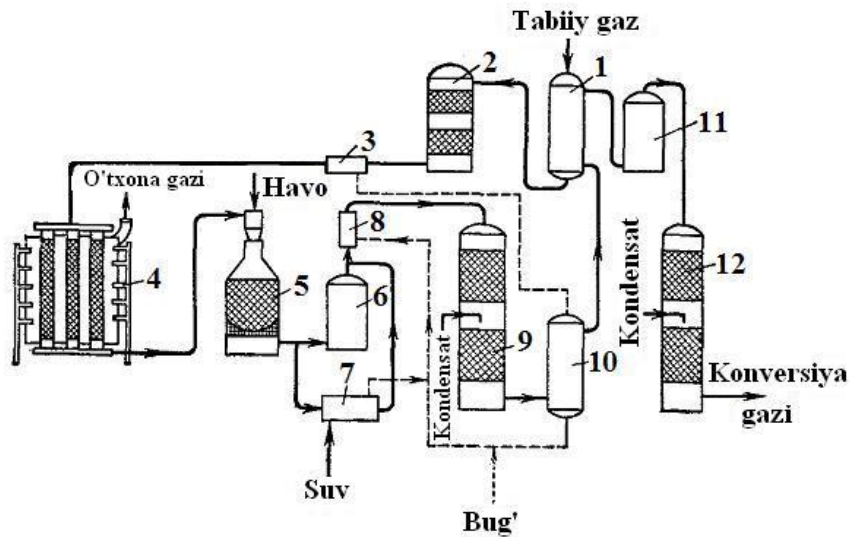 Tabiiy gaz
1
2
11
3
O'txona gazi
Havo
8
4
5
6
12
Kondensat
Kondensat
9
10
7
Konversiya
gazi
Suv
Bug'